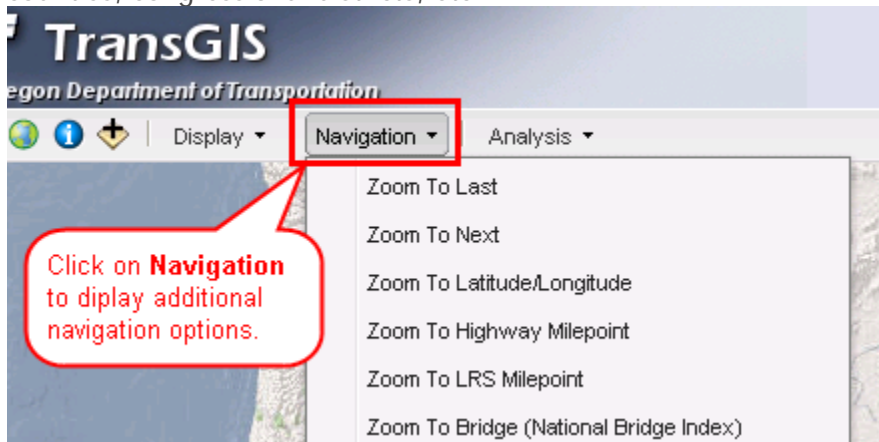 TransGIS
egon Department of Transportation
Display
Navigation
Analysis
Zoom To Last
Zoom To Next
Zoom To Latitude/Longitude
Zoom To Highway Milepoint
Zoom To LRS Milepoint
Zoom To Bridge (National Bridge Index)
Click on Navigation
to diplay additional
navigation options.